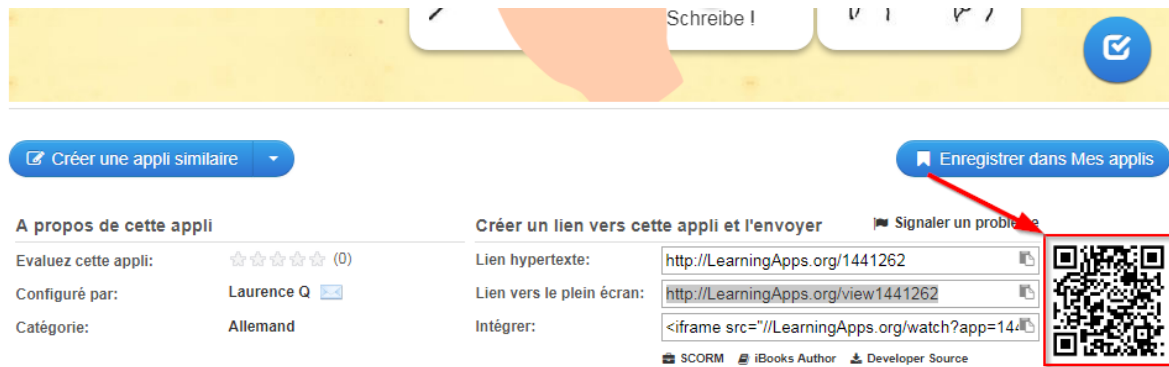 Schreibe !
Créer une appli similaire
Enregistrer dans Mes applis
A propos de cette appli
Evaluez cette appli: (0)
Configuré par: Laurence Q
Catégorie: Allemand
Créer un lien vers cette appli et l'envoyer
Signaler un problème
Lien hypertexte: http://LearningApps.org/1441262
Lien vers le plein écran: http://LearningApps.org/view1441262
Intégrer: <iframe src="//LearningApps.org/watch?app=144
SCORM iBooks Author Developer Source